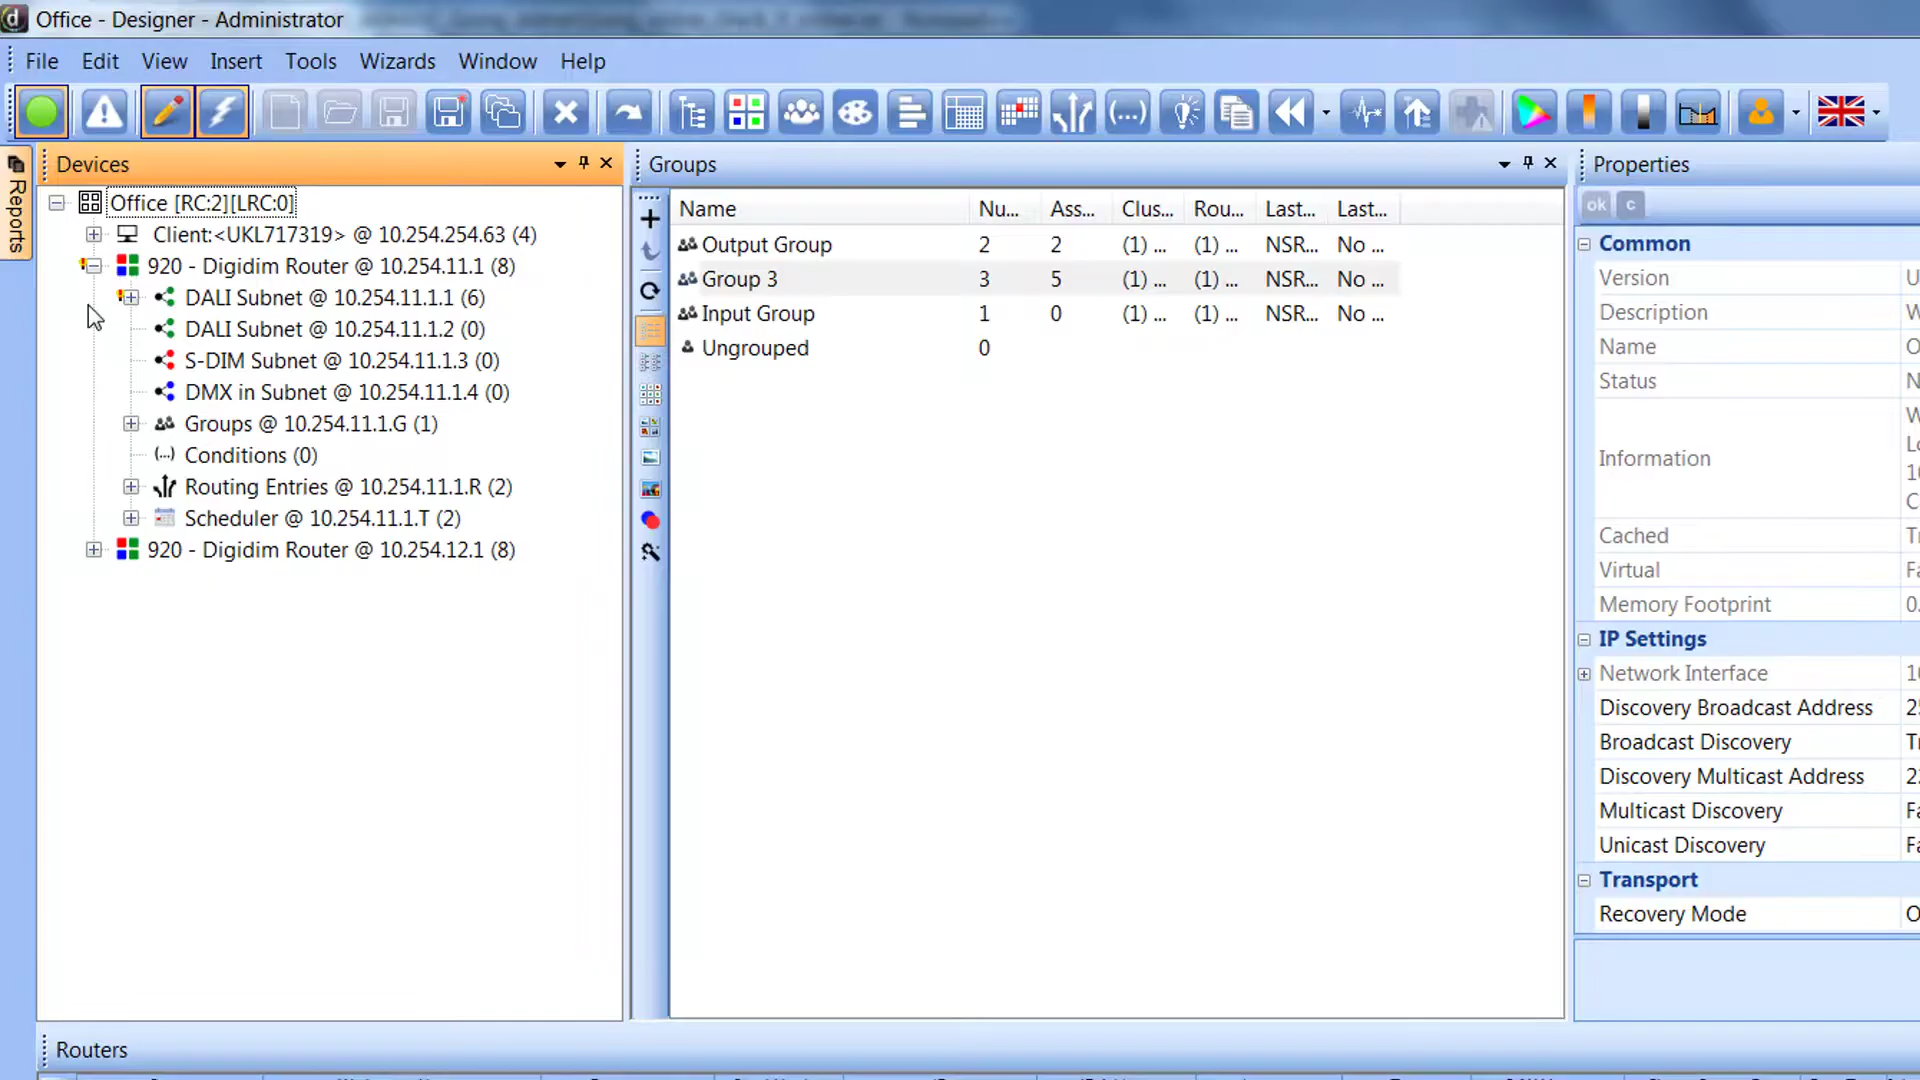 Office - Designer - Administrator
File Edit View Insert Tools Wizards Window Help
Reports
Devices
Office [RC:2][LRC:0]
Client:<UKL717319> @ 10.254.254.63 (4)
920 - Digidim Router @ 10.254.11.1 (8)
DALI Subnet @ 10.254.11.1.1 (6)
DALI Subnet @ 10.254.11.1.2 (0)
S-DIM Subnet @ 10.254.11.1.3 (0)
DMX in Subnet @ 10.254.11.1.4 (0)
Groups @ 10.254.11.1.G (1)
Conditions (0)
Routing Entries @ 10.254.11.1.R (2)
Scheduler @ 10.254.11.1.T (2)
920 - Digidim Router @ 10.254.12.1 (8)
Groups
Name Nu... Ass... Clus... Rou... Last... Last...
Output Group 2 2 (1) ... (1) ... NSR... No ...
Group 3 3 5 (1) ... (1) ... NSR... No ...
Input Group 1 0 (1) ... (1) ... NSR... No ...
Ungrouped 0
Properties
ok c
Common
Version U
Description W
Name O
Status N
Information
Cached
Virtual Fa
Memory Footprint 0.
IP Settings
Network Interface 1
Discovery Broadcast Address 25
Broadcast Discovery Tr
Discovery Multicast Address 23
Multicast Discovery Fa
Unicast Discovery Fa
Transport
Recovery Mode O
Routers